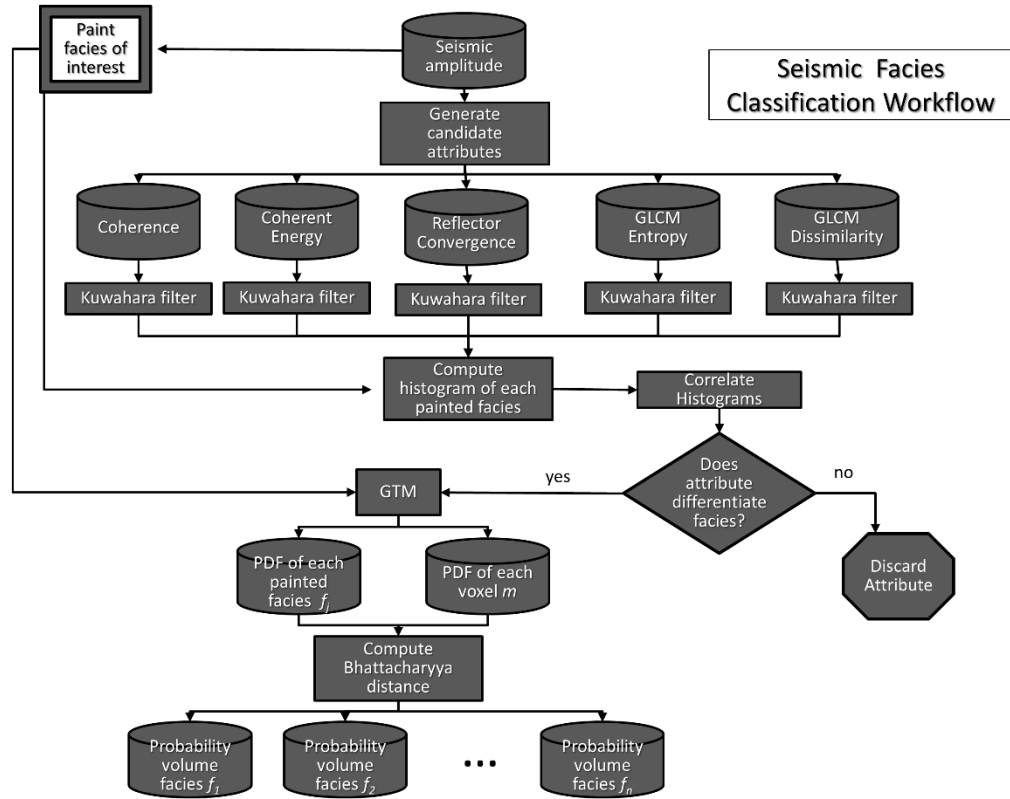 Paint
facies of
interest
Seismic
amplitude
Seismic Facies
Classification Workflow
Generate
candidate
attributes
Coherence
Coherent
Energy
Reflector
Convergence
GLCM
Entropy
GLCM
Dissimilarity
Kuwahara filter
Kuwahara filter
Kuwahara filter
Kuwahara filter
Kuwahara filter
Compute
histogram of each
painted facies
Correlate
Histograms
Does
attribute
differentiate
facies?
yes
no
GTM
Discard
Attribute
PDF of each
painted
facies fj
PDF of each
voxel m
Compute
Bhattacharyya
distance
Probability
volume
facies f1
Probability
volume
facies f2
...
Probability
volume
facies fn